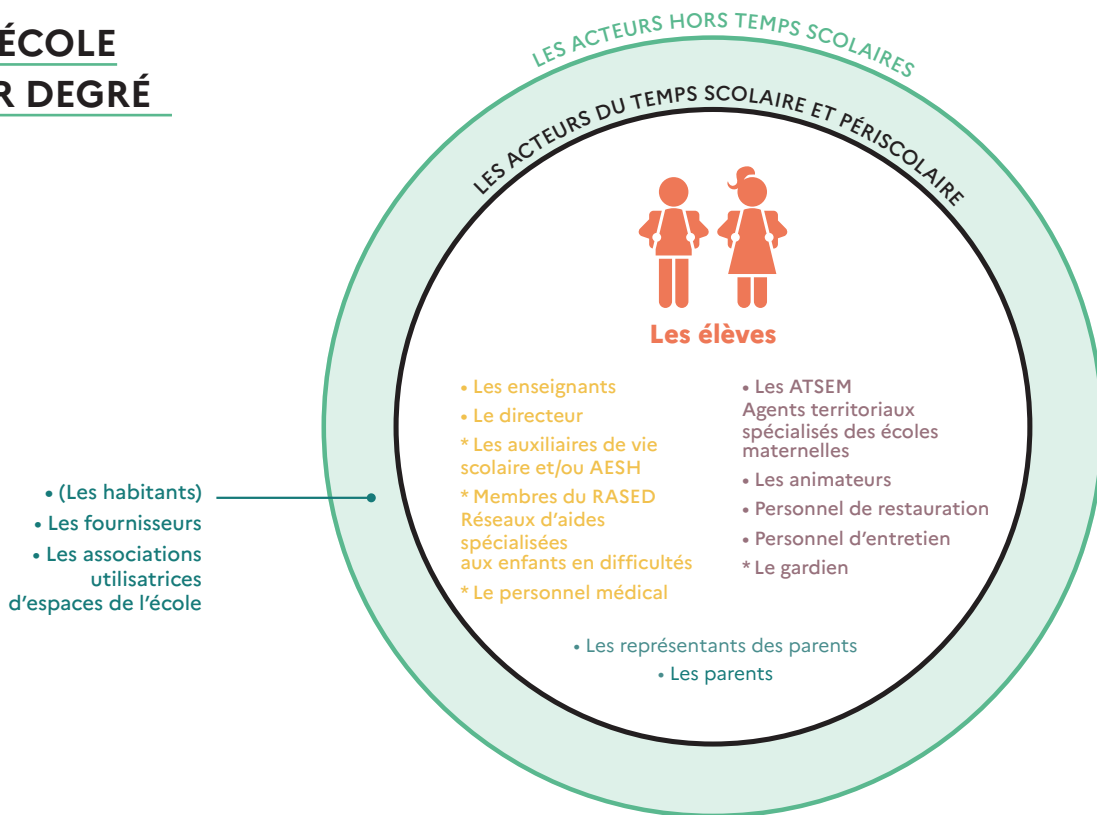 ÉCOLE
R DEGRÉ
LES ACTEURS HORS TEMPS SCOLAIRES
LES ACTEURS DU TEMPS SCOLAIRE ET PÉRISCOLAIRE
Les élèves
• Les enseignants
• Le directeur
* Les auxiliaires de vie
scolaire et/ou AESH
* Membres du RASED
Réseaux d'aides
spécialisées
aux enfants en difficultés
* Le personnel médical
• Les ATSEM
Agents territoriaux
spécialisés des écoles
maternelles
• Les animateurs
• Personnel de restauration
• Personnel d'entretien
* Le gardien
• Les représentants des parents
• Les parents
• (Les habitants)
• Les fournisseurs
• Les associations
utilisatrices
d'espaces de l'école